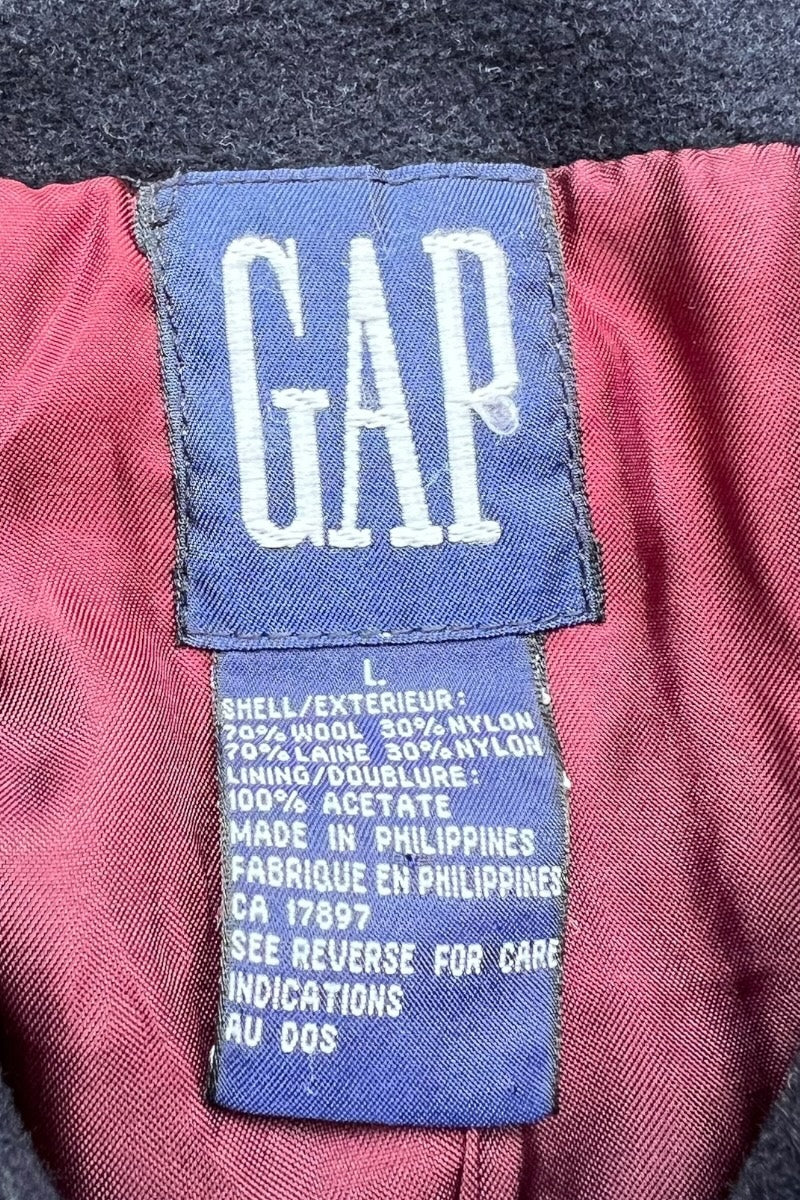 GAP
L.
SHELL/EXTERIEUR:
70% WOOL 30% NYLON
70% LAINE 30% NYLON
LINING/DOUBLURE:
100% ACETATE
MADE IN PHILIPPINES
FABRIQUE EN PHILIPPINES
CA 17897
SEE REVERSE FOR CARE
INDICATIONS
AU DOS